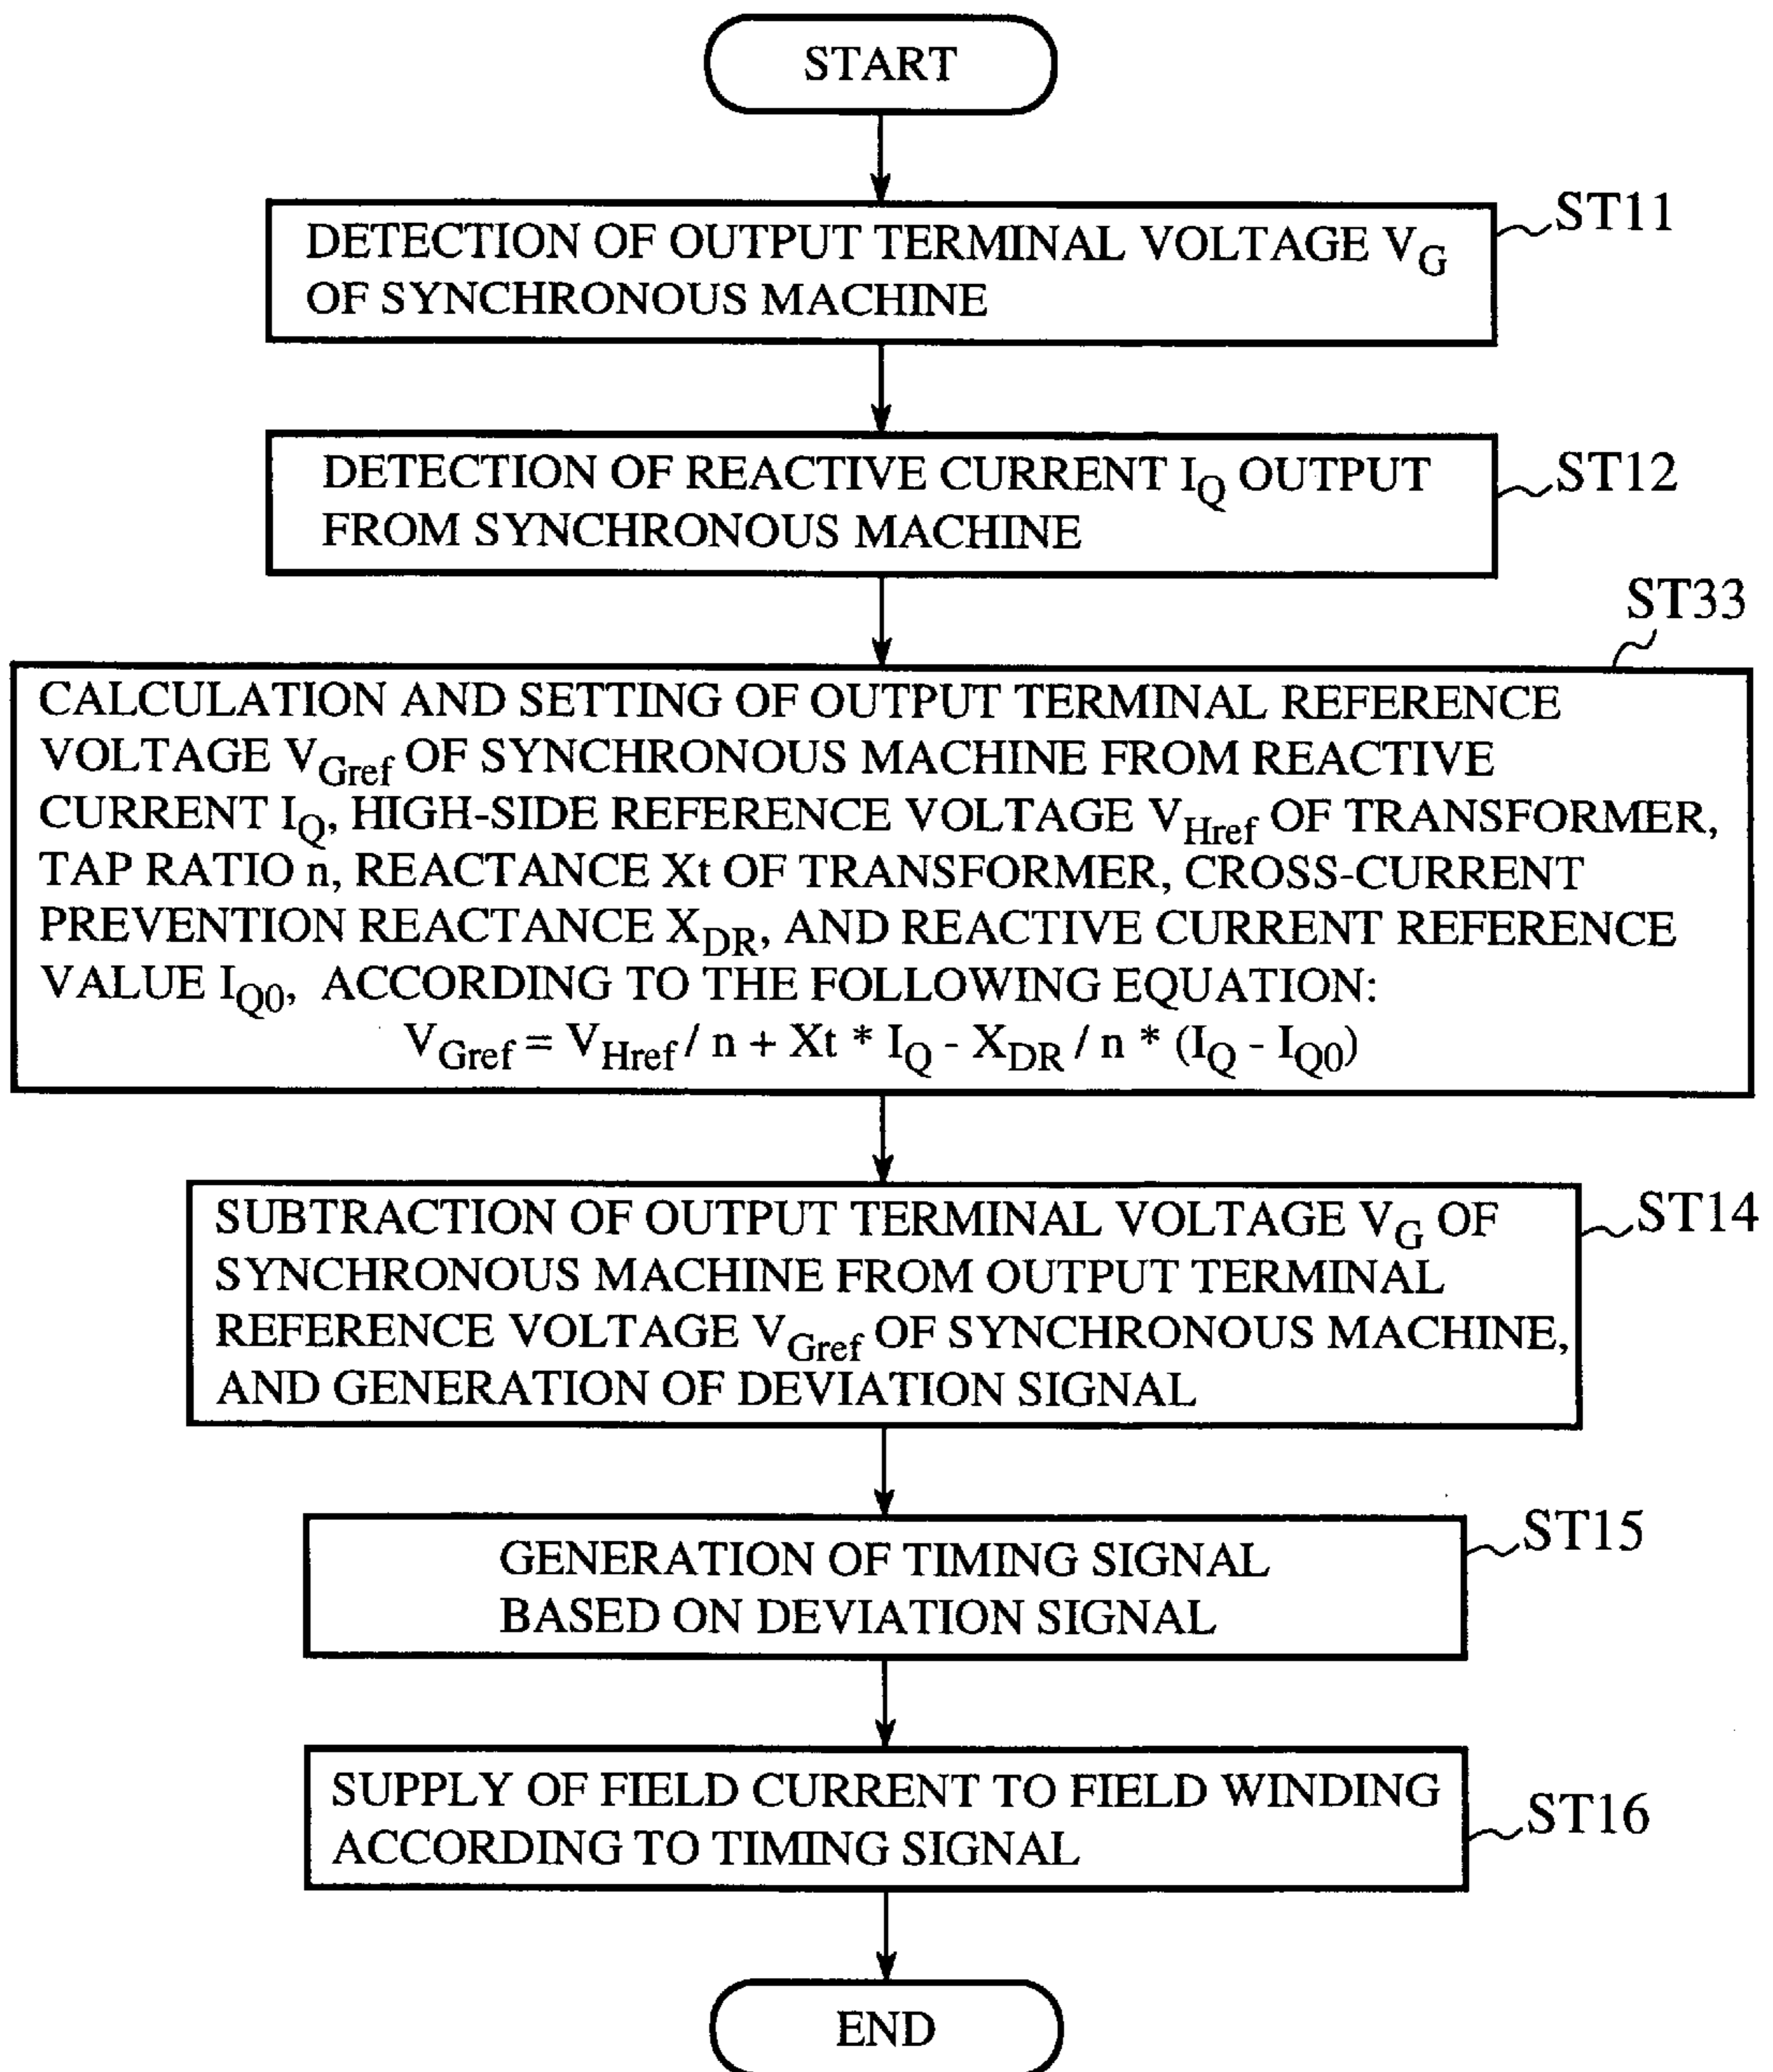 START
DETECTION OF OUTPUT TERMINAL VOLTAGE VG
OF SYNCHRONOUS MACHINE
ST11
DETECTION OF REACTIVE CURRENT IQ OUTPUT
FROM SYNCHRONOUS MACHINE
ST12
ST33
CALCULATION AND SETTING OF OUTPUT TERMINAL REFERENCE
VOLTAGE VGref OF SYNCHRONOUS MACHINE FROM REACTIVE
CURRENT IQ, HIGH-SIDE REFERENCE VOLTAGE VHref OF TRANSFORMER,
TAP RATIO n, REACTANCE Xt OF TRANSFORMER, CROSS-CURRENT
PREVENTION REACTANCE XDR, AND REACTIVE CURRENT REFERENCE
VALUE IQ0, ACCORDING TO THE FOLLOWING EQUATION:
VGref = VHref / n + Xt * IQ - XDR / n * (IQ - IQ0)
SUBTRACTION OF OUTPUT TERMINAL VOLTAGE VG OF
SYNCHRONOUS MACHINE FROM OUTPUT TERMINAL
REFERENCE VOLTAGE VGref OF SYNCHRONOUS MACHINE,
AND GENERATION OF DEVIATION SIGNAL
ST14
GENERATION OF TIMING SIGNAL
BASED ON DEVIATION SIGNAL
ST15
SUPPLY OF FIELD CURRENT TO FIELD WINDING
ACCORDING TO TIMING SIGNAL
ST16
END